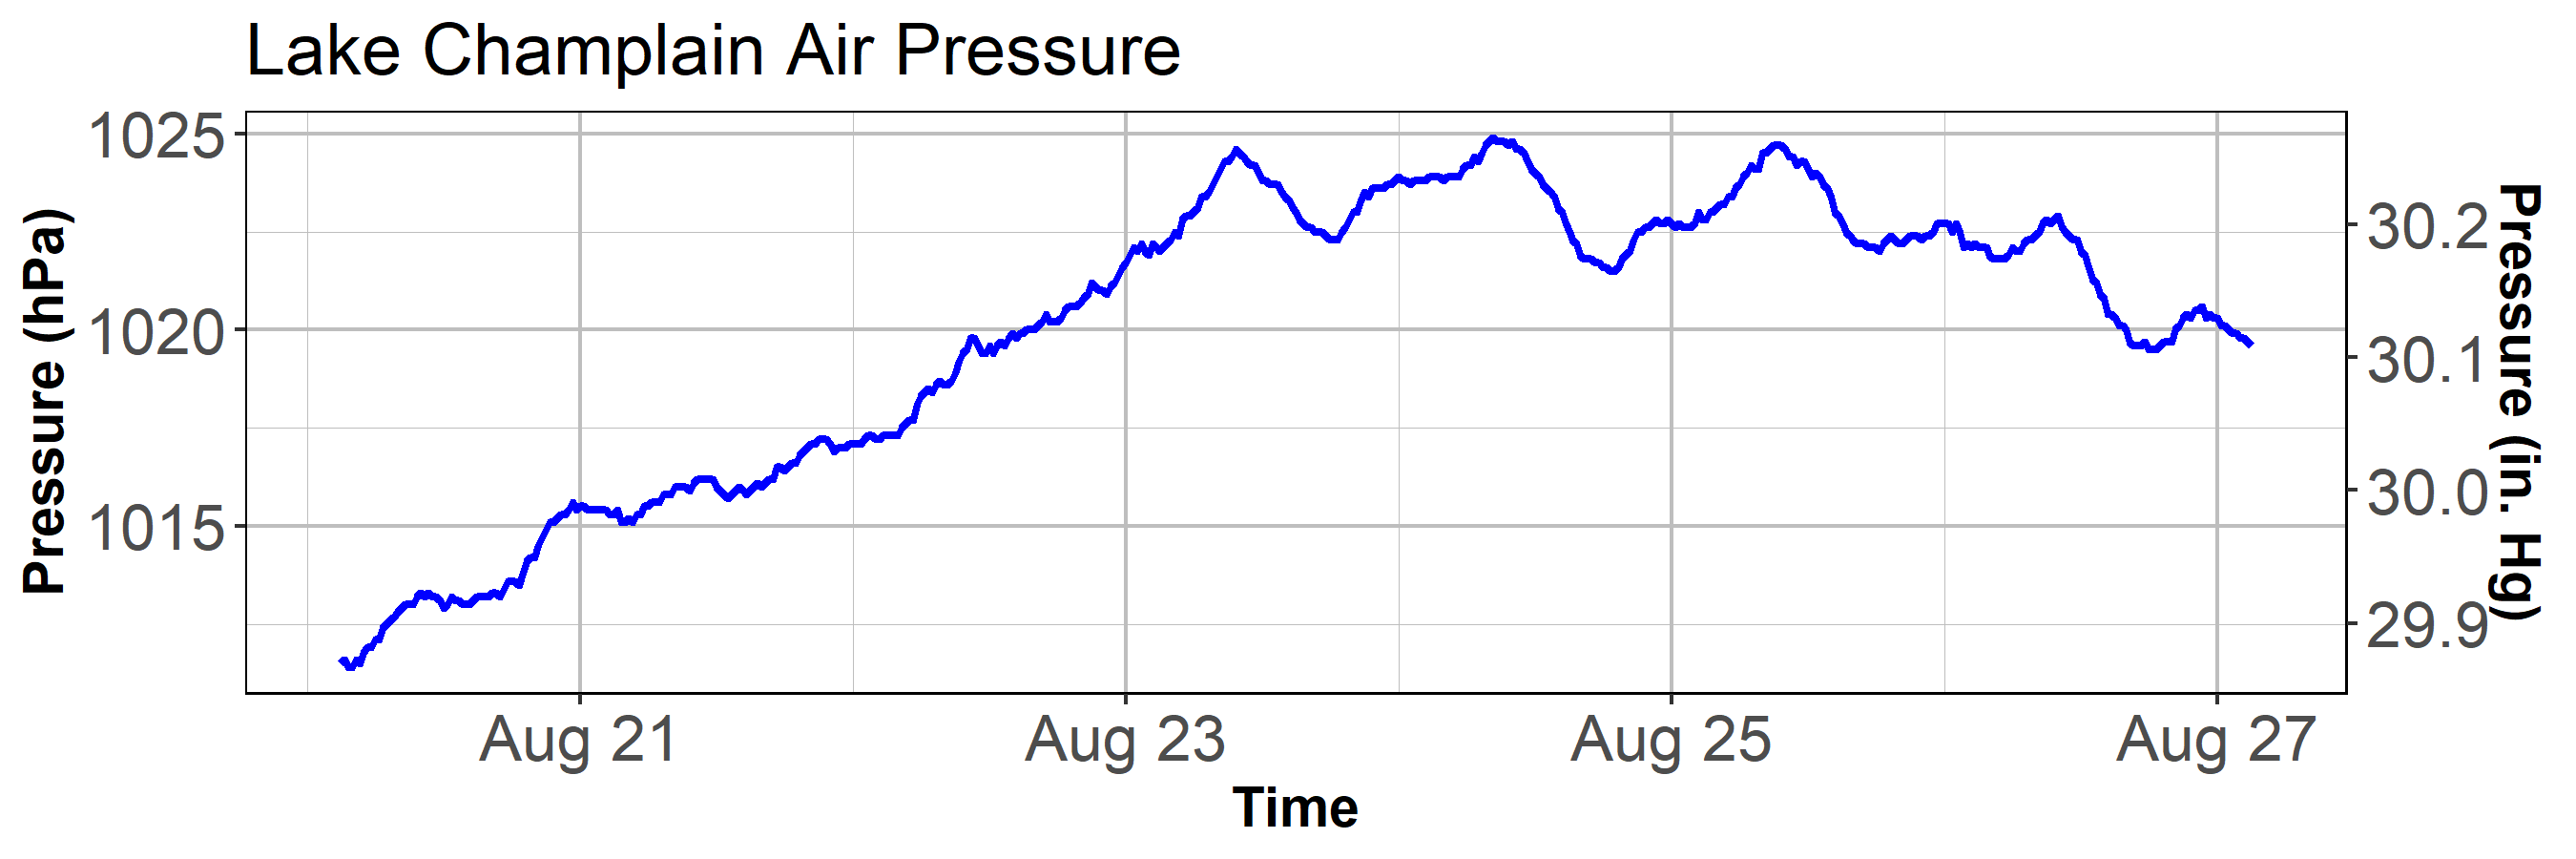 Lake Champlain Air Pressure
Pressure (hPa)
1025
1020
1015
30.2
30.1
30.0
29.9
Pressure (in. Hg)
Aug 21 Aug 23 Aug 25 Aug 27
Time